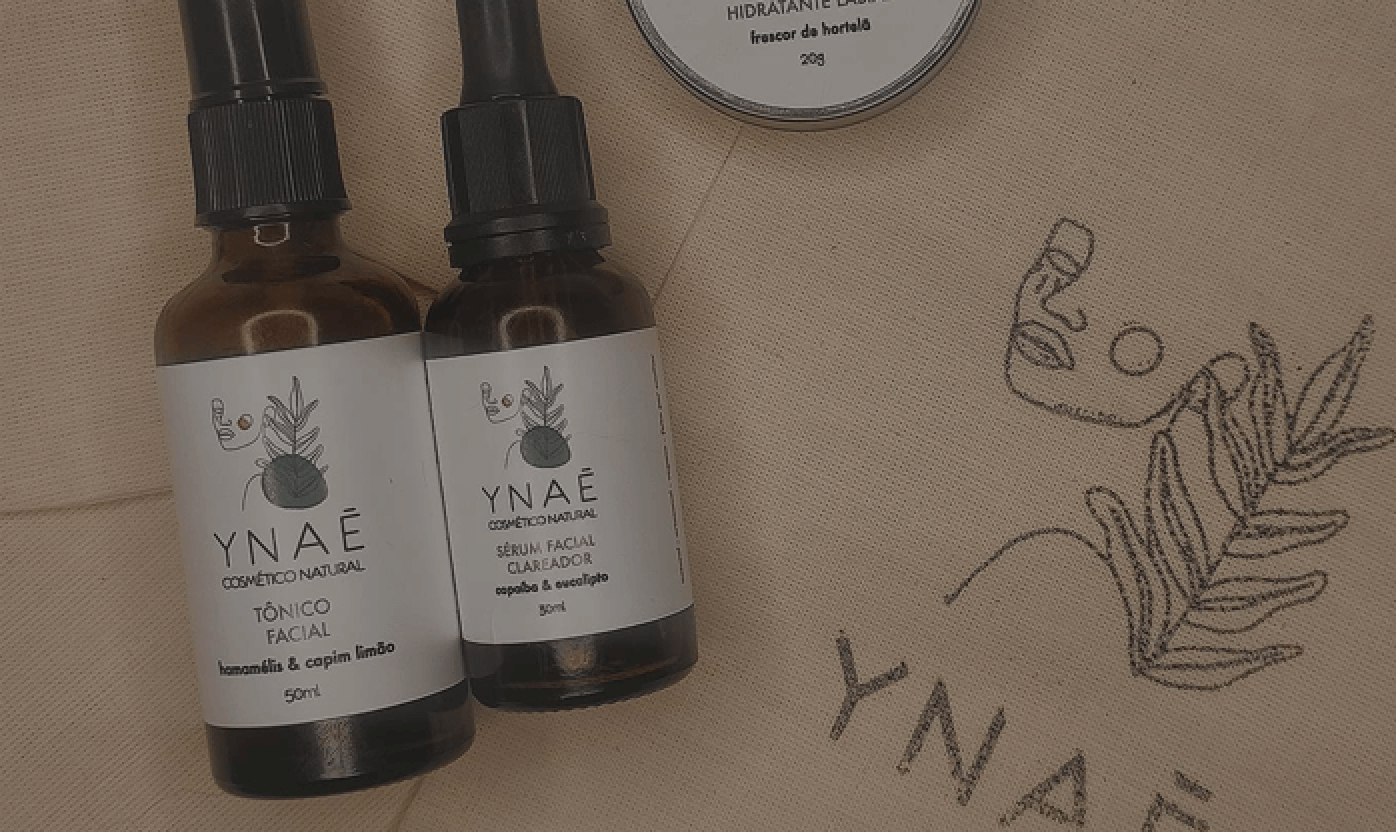 HIDRATANTE
frescor de hortelã
20g
YNAĒ
COSMÉTICO NATURAL
TÔNICO
FACIAL
hamamélis & capim limão
50ml
YNAĒ
COSMÉTICO NATURAL
SÉRUM FACIAL
CLAREADOR
copaíba & eucalipto
30ml
YNAĒ